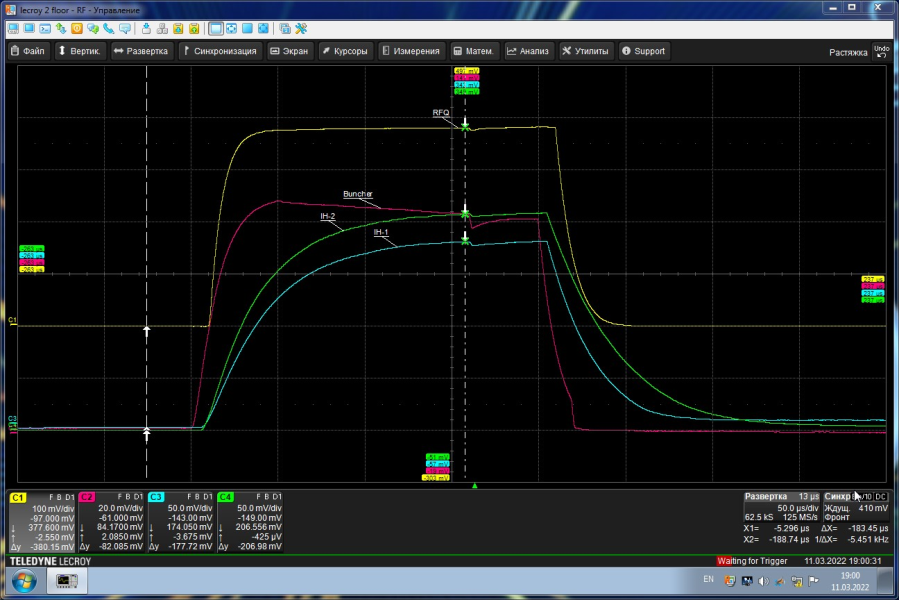 lecroy 2 floor - RF - Управление
Файл
Вертик.
Развертка
Синхронизация
Экран
Курсоры
Измерения
Матем.
Анализ
Утилиты
Support
Растяжка
Undo
RFQ
Buncher
IH-2
IH-1
C1
C1 F B D1
100 mV/div
-97.000 mV
377.600 mV
-2.550 mV
Δy -380.15 mV
C2 F B D1
20.0 mV/div
-61.000 mV
84.1700 mV
2.0850 mV
Δy -82.085 mV
C3 F B D1
50.0 mV/div
-143.00 mV
174.050 mV
-3.675 mV
Δy -177.72 mV
C4 F B D1
50.0 mV/div
-149.00 mV
206.556 mV
-425 µV
Δy -206.98 mV
Развертка 13 µs
50.0 µs/div
62.5 kS 125 MS/s
DC
Ждущ. 410 mV
Фронт
X1= -5.296 µs ΔX= -183.45 µs
X2= -188.74 µs 1/ΔX= -5.451 kHz
TELEDYNE LECROY
Waiting for Trigger
11.03.2022 19:00:31
EN
19:00
11.03.2022